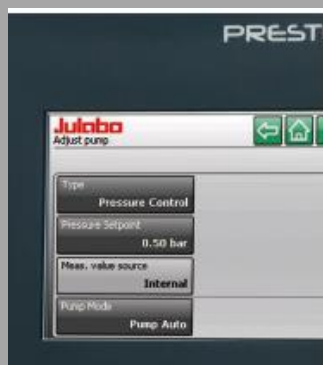 PREST
Julabo
Adjust pump
Type
Pressure Control
Pressure Setpoint
0.50 bar
Meas. value source
Internal
Pump Mode
Pump Auto